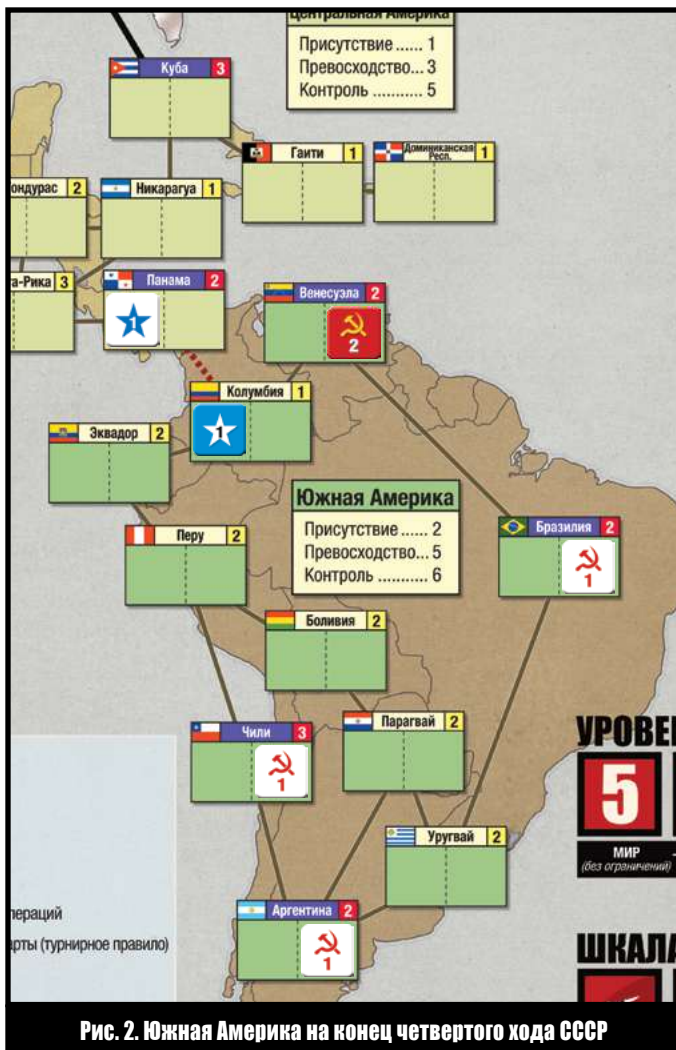 Центральная Америка
Присутствие ...... 1
Превосходство... 3
Контроль ........... 5
Куба 3
Гаити 1
Доминиканская Респ. 1
ондурас 2
Никарагуа 1
а-Рика 3
Панама 2
1
Венесуэла 2
2
Колумбия 1
1
Эквадор 2
Южная Америка
Присутствие ...... 2
Превосходство... 5
Контроль ........... 6
Перу 2
Бразилия 2
1
Боливия 2
Чили 3
1
Парагвай 2
УРОВЕ
5
МИР
(без ограничений)
Уругвай 2
Аргентина 2
1
пераций
рты (турнирное правило)
ШКАЛА
Рис. 2. Южная Америка на конец четвертого хода СССР